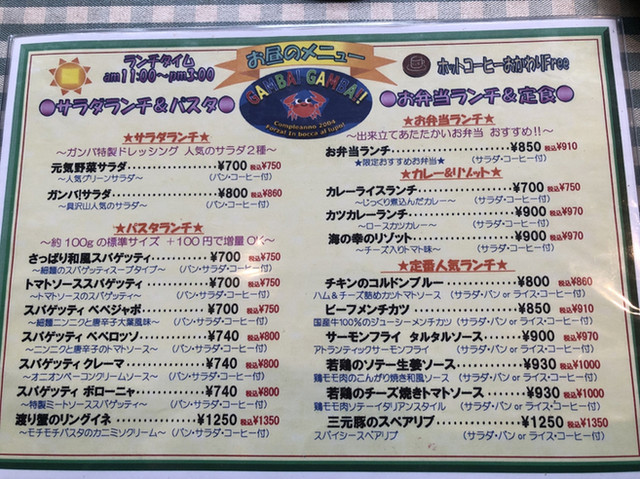 お昼のメニュー
ランチタイム
am11:00～pm3:00
GAMBA! GAMBA!!
Compleanno 2004
Forza! In bocca al lupo!
ホットコーヒーおかわりFree
●サラダランチ&パスタ●
★サラダランチ★
～ガンバ特製ドレッシング 人気のサラダ2種～
元気野菜サラダ‥‥‥‥‥¥700 税込¥750
～人気グリーンサラダ～ (パン・コーヒー付)
ガンバ!サラダ‥‥‥‥‥¥800 税込¥860
～具沢山人気のサラダ～ (パン・コーヒー付)
★パスタランチ★
～約100gの標準サイズ +100円で増量OK～
さっぱり和風スパゲッティ‥‥‥¥700 税込¥750
～細麺のスパゲッティスープタイプ～ (パン・サラダ・コーヒー付)
トマトソーススパゲッティ‥‥‥¥700 税込¥750
～トマトソースのスパゲッティ～ (パン・サラダ・コーヒー付)
スパゲッティ ペペジャポ‥‥‥¥700 税込¥750
～細麺ニンニクと唐辛子大葉風味～ (パン・サラダ・コーヒー付)
スパゲッティ ペペロッソ‥‥‥¥740 税込¥800
～ニンニクと唐辛子のトマトソース～ (パン・サラダ・コーヒー付)
スパゲッティ クレーマ‥‥‥¥740 税込¥800
～オニオンベーコンクリームソース～ (パン・サラダ・コーヒー付)
スパゲッティ ボローニャ‥‥‥¥740 税込¥800
～特製ミートソーススパゲッティ～ (パン・サラダ・コーヒー付)
渡り蟹のリングイネ‥‥‥¥1250 税込¥1350
～モチモチパスタのカニミソクリーム～ (パン・サラダ・コーヒー付)
●お弁当ランチ&定食●
★お弁当ランチ★
～出来立てあたたかいお弁当 おすすめ!!～
お弁当ランチ‥‥‥‥‥¥850 税込¥910
★限定おすすめお弁当★ (サラダ・コーヒー付)
★カレー&リゾット★
カレーライスランチ‥‥‥‥¥700 税込¥750
～じっくり煮込んだカレー～ (サラダ・コーヒー付)
カツカレーランチ‥‥‥‥¥900 税込¥970
～ロースカツカレー～ (サラダ・コーヒー付)
海の幸のリゾット‥‥‥‥¥900 税込¥970
～チーズ入りトマト味～ (サラダ・コーヒー付)
★定番人気ランチ★
チキンのコルドンブルー‥‥‥¥800 税込¥860
ハム&チーズ詰めカツトマトソース (サラダ・パン or ライス・コーヒー付)
ビーフメンチカツ‥‥‥‥¥850 税込¥910
国産牛100%のジューシーメンチカツ (サラダ・パン or ライス・コーヒー付)
サーモンフライ タルタルソース‥‥¥900 税込¥970
アトランティックサーモンフライ (サラダ・パン or ライス・コーヒー付)
若鶏のソテー生姜ソース‥‥‥¥930 税込¥1000
鶏モモ肉のこんがり焼き和風ソース (サラダ・パン or ライス・コーヒー付)
若鶏のチーズ焼きトマトソース‥‥¥930 税込¥1000
鶏モモ肉ソテーイタリアンスタイル (サラダ・パン or ライス・コーヒー付)
三元豚のスペアリブ‥‥‥¥1250 税込¥1350
スパイシースペアリブ (サラダ・パン or ライス・コーヒー付)